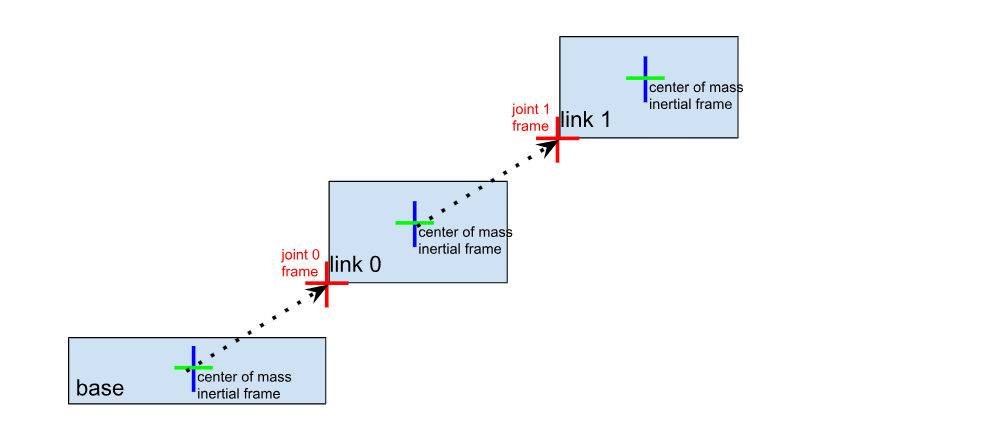 center of mass
inertial frame
joint 1
frame
link 1
center of mass
inertial frame
joint 0
frame
link 0
center of mass
inertial frame
base